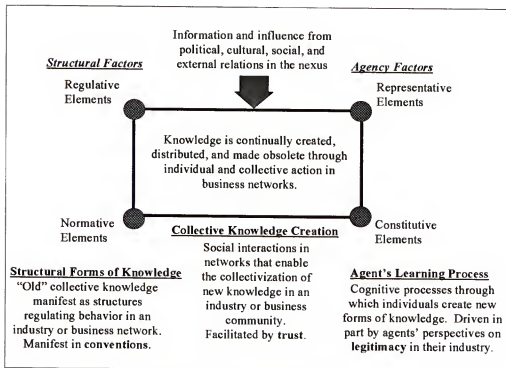 Information and influence from
political, cultural, social, and
external relations in the nexus
Structural Factors
Agency Factors
Regulative
Elements
Representative
Elements
Knowledge is continually created,
distributed, and made obsolete through
individual and collective action in
business networks.
Normative
Elements
Constitutive
Elements
Collective Knowledge Creation
Social interactions in
networks that enable
the collectivization of
new knowledge in an
industry or business
community.
Facilitated by trust.
Structural Forms of Knowledge
"Old" collective knowledge
manifest as structures
regulating behavior in an
industry or business network.
Manifest in conventions.
Agent's Learning Process
Cognitive processes through
which individuals create new
forms of knowledge. Driven in
part by agents' perspectives on
legitimacy in their industry.